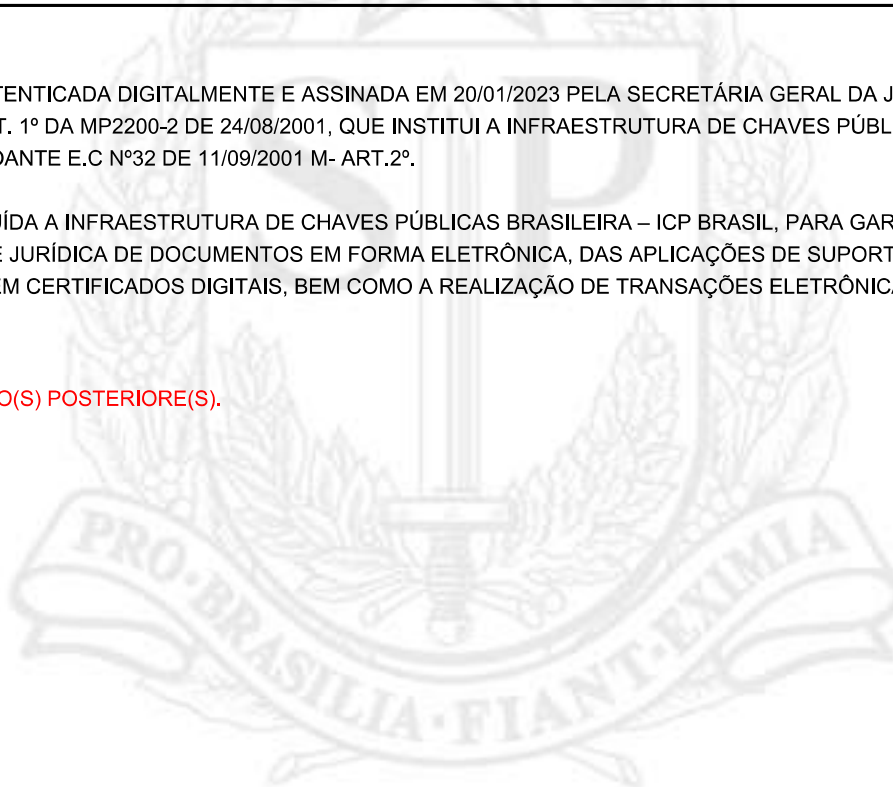 TENTICADA DIGITALMENTE E ASSINADA EM 20/01/2023 PELA SECRETÁRIA GERAL DA J
T. 1º DA MP2200-2 DE 24/08/2001, QUE INSTITUI A INFRAESTRUTURA DE CHAVES PÚBL
DANTE E.C Nº32 DE 11/09/2001 M- ART.2º.
UÍDA A INFRAESTRUTURA DE CHAVES PÚBLICAS BRASILEIRA – ICP BRASIL, PARA GAR
E JURÍDICA DE DOCUMENTOS EM FORMA ELETRÔNICA, DAS APLICAÇÕES DE SUPORT
EM CERTIFICADOS DIGITAIS, BEM COMO A REALIZAÇÃO DE TRANSAÇÕES ELETRÔNICA
O(S) POSTERIORE(S).
SP
PRO·BRASILIA·FIANT·EXIMIA